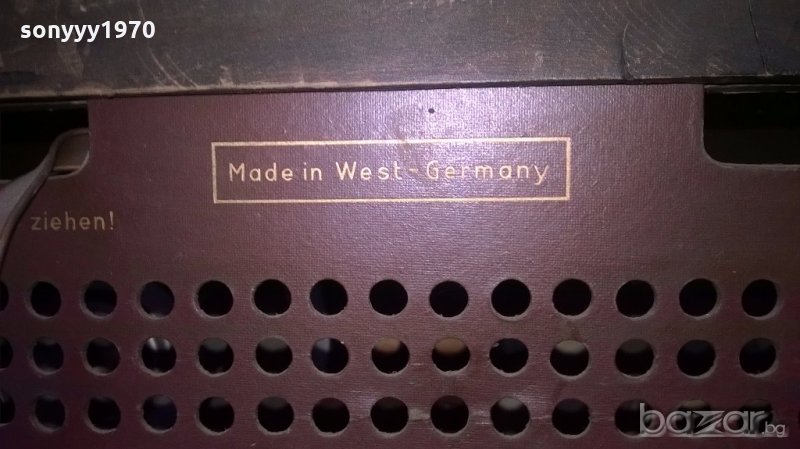 sonyyy1970
Made in West-Germany
ziehen!
bazar.bg